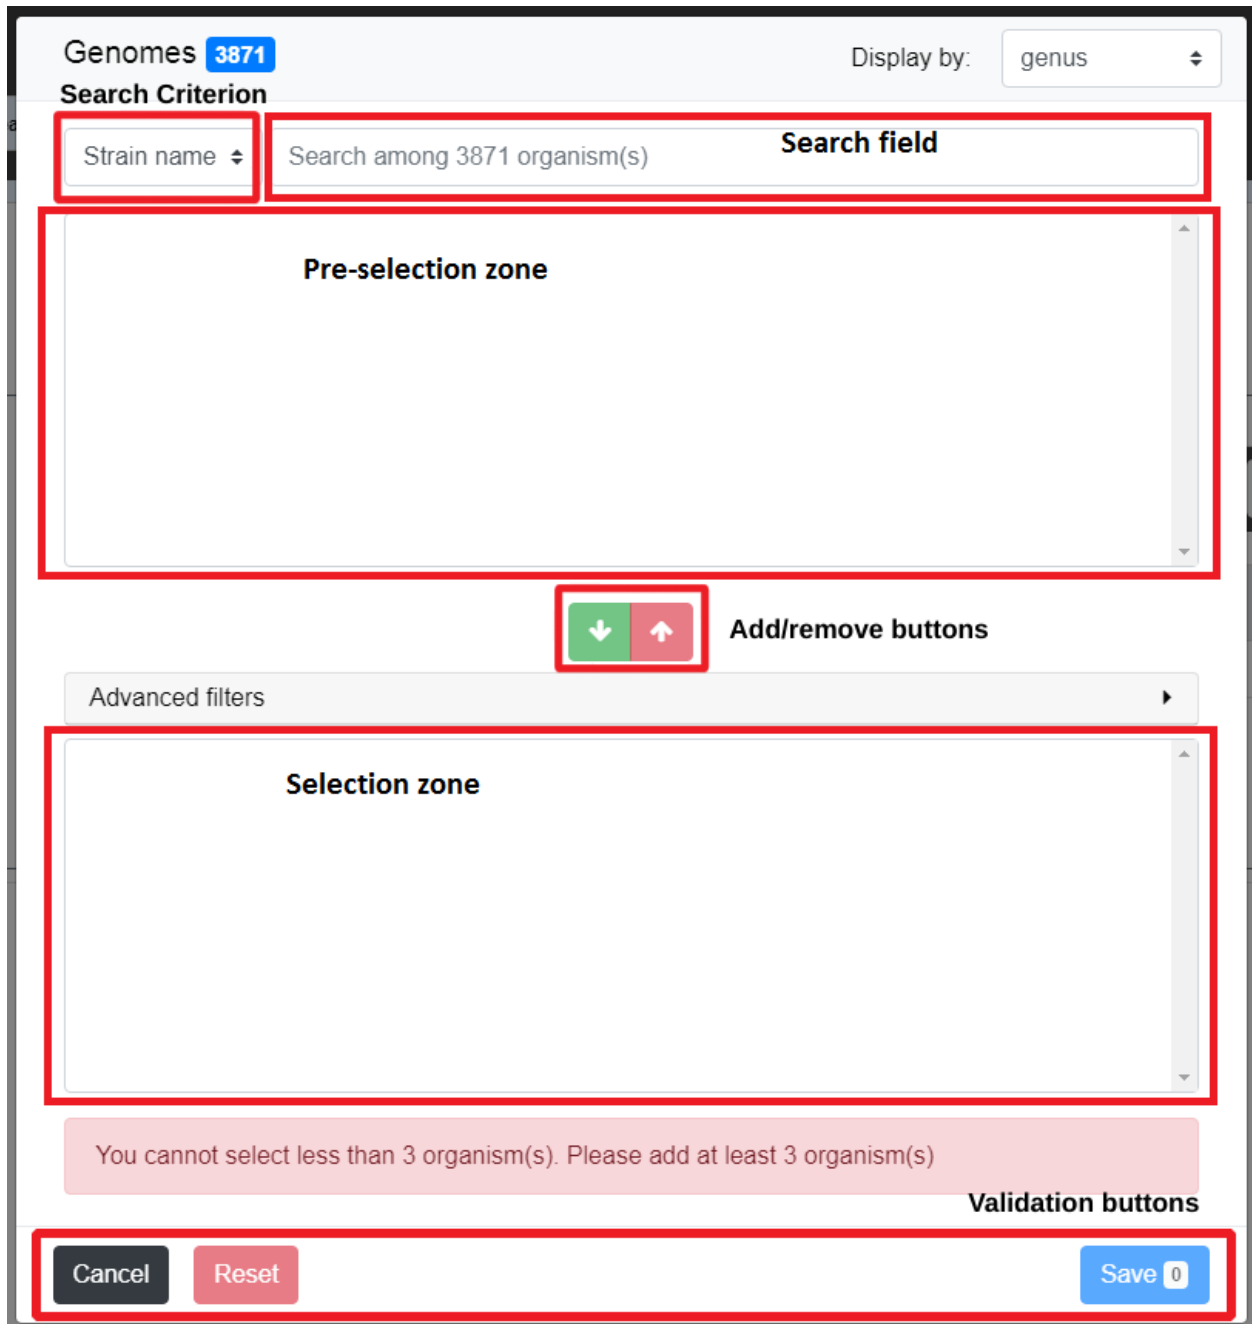 Genomes 3871
Display by: genus
Search Criterion
Strain name
Search among 3871 organism(s)
Search field
Pre-selection zone
Add/remove buttons
Advanced filters
Selection zone
You cannot select less than 3 organism(s). Please add at least 3 organism(s)
Validation buttons
Cancel
Reset
Save 0